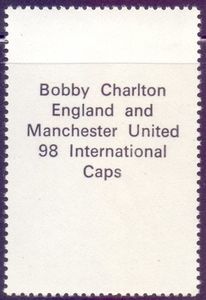 Bobby Charlton
England and
Manchester United
98 International
Caps